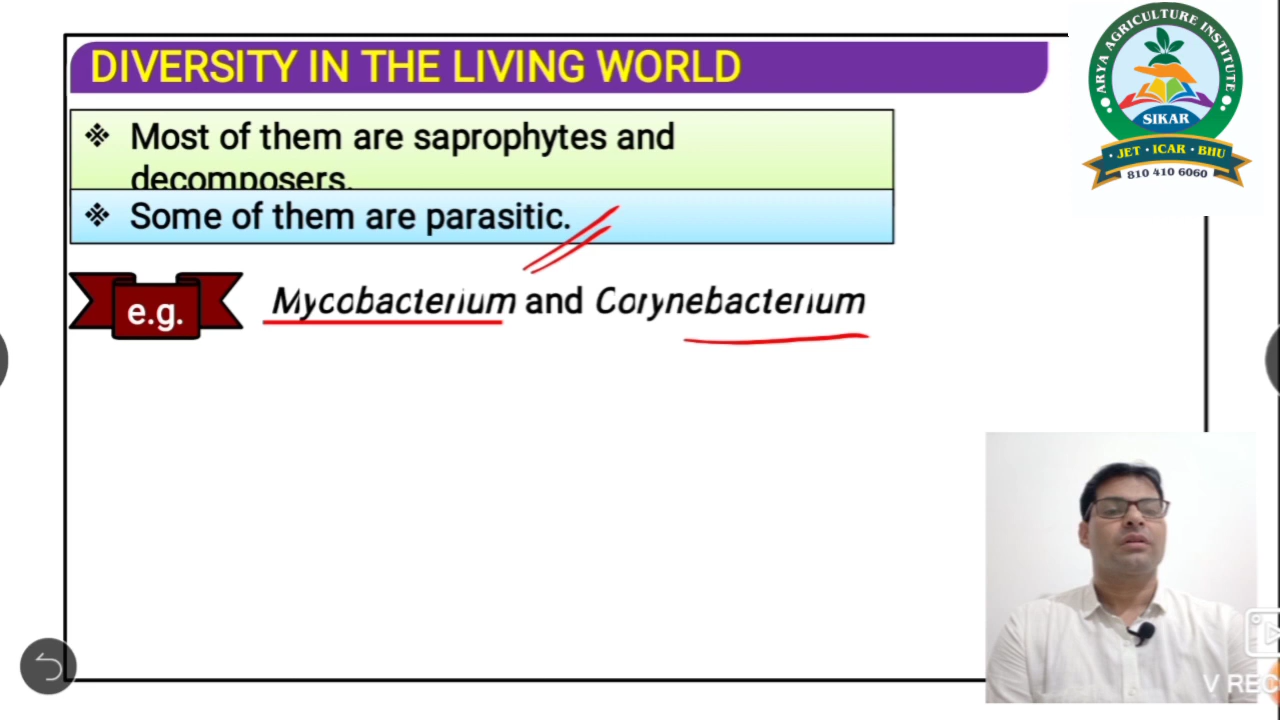 DIVERSITY IN THE LIVING WORLD
Most of them are saprophytes and
decomposers.
Some of them are parasitic.
e.g.
Mycobacterium and Corynebacterium
ARYA AGRICULTURE INSTITUTE
SIKAR
· JET · ICAR · BHU
810 410 6060
V REC